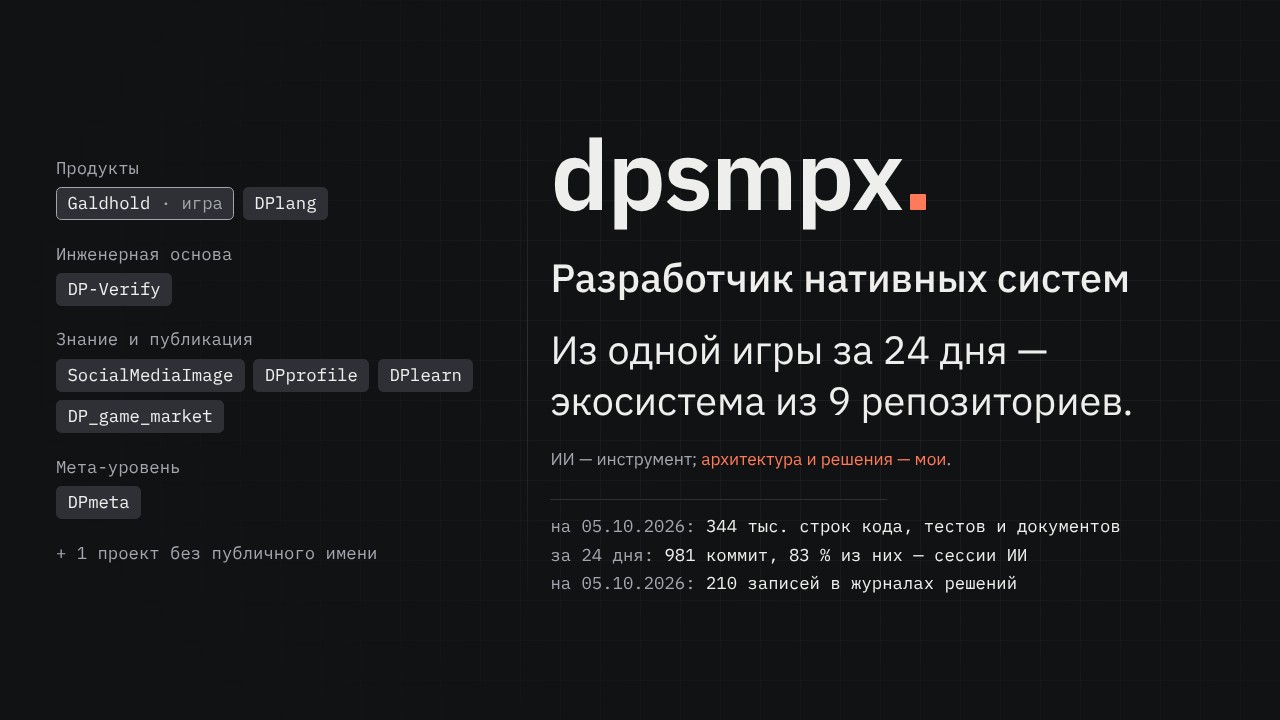 Продукты
Galdhold · игра DPlang
Инженерная основа
DP-Verify
Знание и публикация
SocialMediaImage DPprofile DPlearn
DP_game_market
Мета-уровень
DPmeta
+ 1 проект без публичного имени
dpsmpx.
Разработчик нативных систем
Из одной игры за 24 дня —
экосистема из 9 репозиториев.
ИИ — инструмент; архитектура и решения — мои.
на 05.10.2026: 344 тыс. строк кода, тестов и документов
за 24 дня: 981 коммит, 83 % из них — сессии ИИ
на 05.10.2026: 210 записей в журналах решений